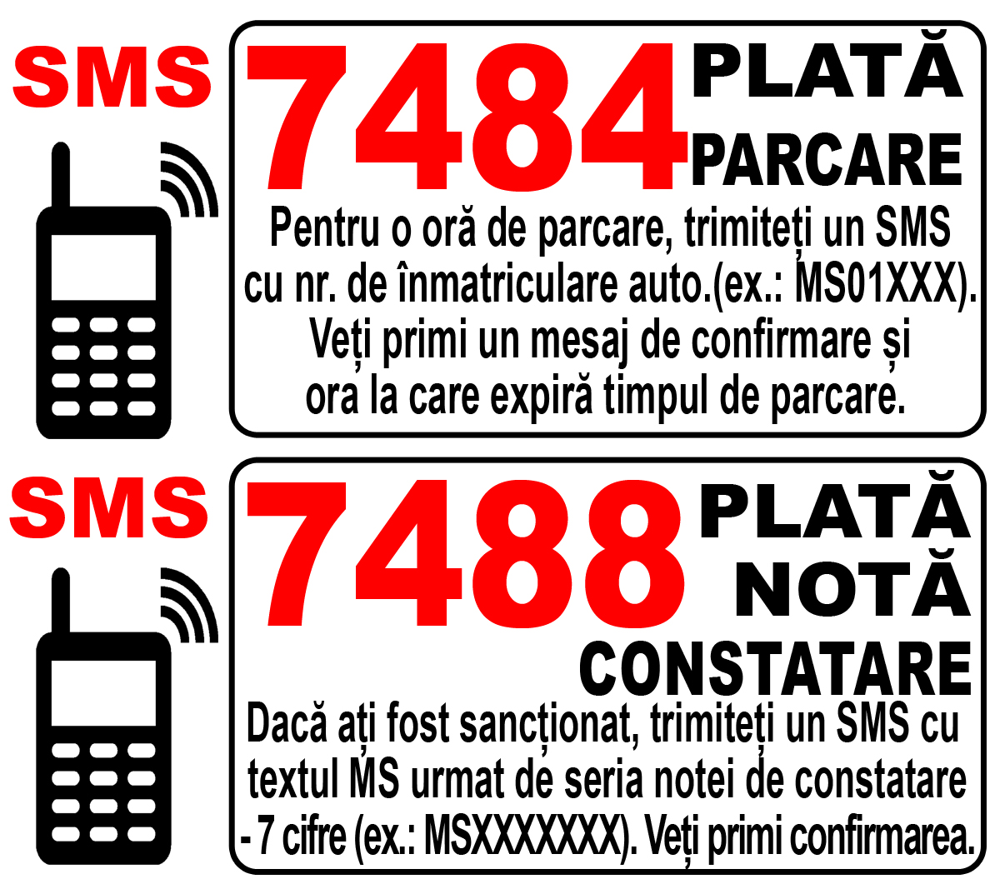 SMS
7484 PLATĂ
PARCARE
Pentru o oră de parcare, trimiteți un SMS
cu nr. de înmatriculare auto.(ex.: MS01XXX).
Veți primi un mesaj de confirmare și
ora la care expiră timpul de parcare.
SMS
7488 PLATĂ
NOTĂ
CONSTATARE
Dacă ați fost sancționat, trimiteți un SMS cu
textul MS urmat de seria notei de constatare
- 7 cifre (ex.: MSXXXXXXX). Veți primi confirmarea.